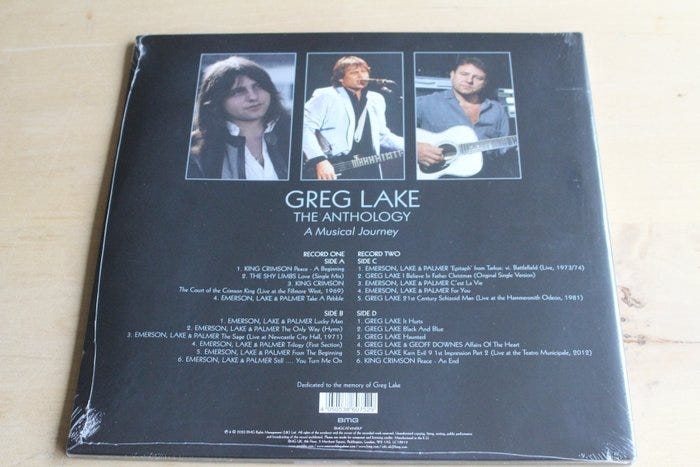 GREG LAKE
THE ANTHOLOGY
A Musical Journey
RECORD ONE
SIDE A
1. KING CRIMSON Peace - A Beginning
2. THE SHY LIMBS Love (Single Mix)
3. KING CRIMSON
The Court of the Crimson King (Live at the Fillmore West, 1969)
4. EMERSON, LAKE & PALMER Take A Pebble
SIDE B
1. EMERSON, LAKE & PALMER Lucky Man
2. EMERSON, LAKE & PALMER The Only Way (Hymn)
3. EMERSON, LAKE & PALMER The Sage (Live at Newcastle City Hall, 1971)
4. EMERSON, LAKE & PALMER Trilogy (First Section)
5. EMERSON, LAKE & PALMER From The Beginning
6. EMERSON, LAKE & PALMER Still .... You Turn Me On
RECORD TWO
SIDE C
1. EMERSON, LAKE & PALMER 'Epitaph' from Tarkus: vi. Battlefield (Live, 1973/74)
2. GREG LAKE I Believe In Father Christmas (Original Single Version)
3. EMERSON, LAKE & PALMER C'est La Vie
4. EMERSON, LAKE & PALMER For You
5. GREG LAKE 21st Century Schizoid Man (Live at the Hammersmith Odeon, 1981)
SIDE D
1. GREG LAKE It Hurts
2. GREG LAKE Black And Blue
3. GREG LAKE Haunted
4. GREG LAKE & GEOFF DOWNES Affairs Of The Heart
5. GREG LAKE Karn Evil 9 1st Impression Part 2 (Live at the Teatro Municipale, 2012)
6. KING CRIMSON Peace - An End
Dedicated to the memory of Greg Lake
BMG